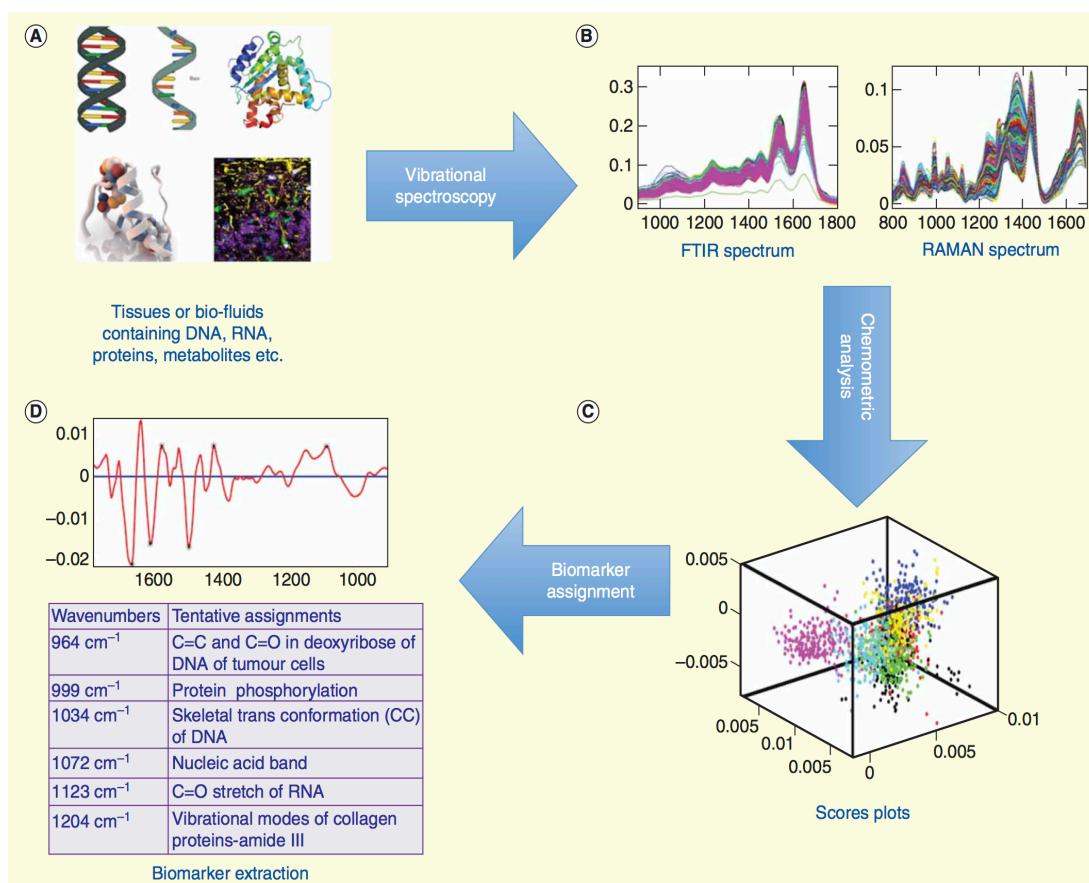 A
Base
Tissues or bio-fluids
containing DNA, RNA,
proteins, metabolites etc.
Vibrational
spectroscopy
B
0.3
0.2
0.1
0
1000 1200 1400 1600 1800
FTIR spectrum
0.1
0.05
0
800 1000 1200 1400 1600
RAMAN spectrum
Chemometric
analysis
C
0.005
0
–0.005
0.005
0.01
0.005
0
0.005
0.01
Scores plots
Biomarker
assignment
D
0.01
0
–0.01
–0.02
1600 1400 1200 1000
Wavenumbers Tentative assignments
964 cm–1 C=C and C=O in deoxyribose of
DNA of tumour cells
999 cm–1 Protein phosphorylation
1034 cm–1 Skeletal trans conformation (CC)
of DNA
1072 cm–1 Nucleic acid band
1123 cm–1 C=O stretch of RNA
1204 cm–1 Vibrational modes of collagen
proteins-amide III
Biomarker extraction